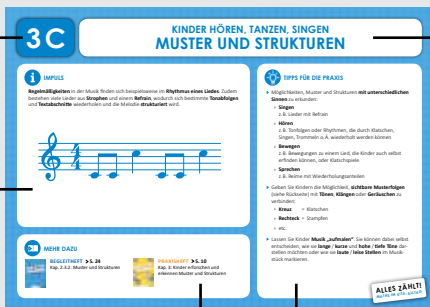 3 C
KINDER HÖREN, TANZEN, SINGEN
MUSTER UND STRUKTUREN
i IMPULS
Regelmäßigkeiten in der Musik finden sich beispielsweise im Rhythmus eines Liedes. Zudem
bestehen viele Lieder aus Strophen und einem Refrain, wodurch sich bestimmte Tonabfolgen
und Textabschnitte wiederholen und die Melodie strukturiert wird.
4
4
MEHR DAZU
BEGLEITHEFT > S. 24
Kap. 2.3.2: Muster und Strukturen
PRAXISHEFT > S. 10
Kap. 3: Kinder erforschen und
erkennen Muster und Strukturen
TIPPS FÜR DIE PRAXIS
Möglichkeiten, Muster und Strukturen mit unterschiedlichen
Sinnen zu erkunden:
Singen
z.B. Lieder mit Refrain
Hören
z.B. Tonfolgen oder Rhythmen, die durch Klatschen,
Singen, Trommeln o.Ä. wiederholt werden können
Bewegen
z.B. Bewegungen zu einem Lied, die Kinder auch selbst
erfinden können, oder Klatschspiele
Sprechen
z.B. Reime mit Wiederholungsanteilen
Geben Sie Kindern die Möglichkeit, sichtbare Musterfolgen
(siehe Rückseite) mit Tönen, Klängen oder Geräuschen zu
verbinden:
Kreuz = Klatschen
Rechteck = Stampfen
etc.
Lassen Sie Kinder Musik „aufmalen“. Sie können dabei selbst
entscheiden, wie sie lange / kurze und hohe / tiefe Töne dar-
stellen möchten oder wie sie laute / leise Stellen im Musik-
stück markieren.
ALLES ZÄHLT!